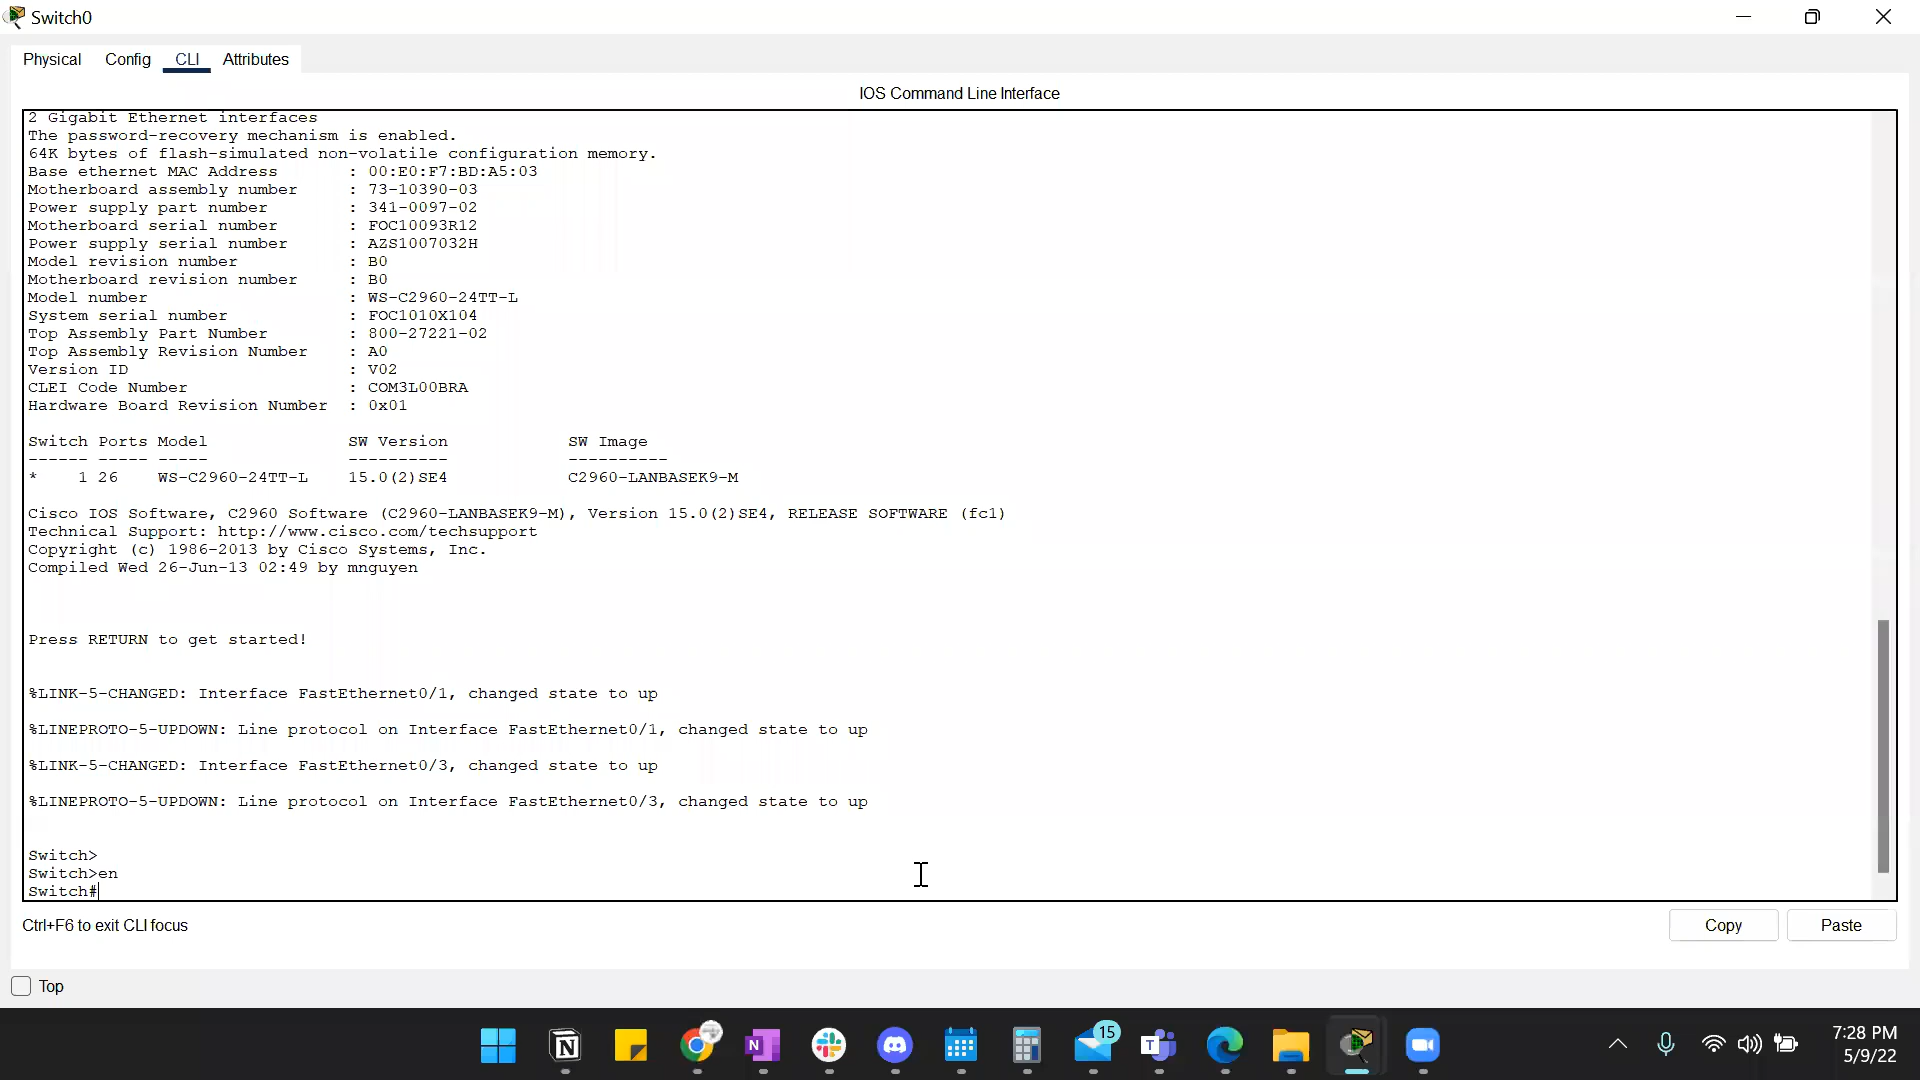 Switch0
Physical Config CLI Attributes
IOS Command Line Interface
2 Gigabit Ethernet interfaces
The password-recovery mechanism is enabled.
64K bytes of flash-simulated non-volatile configuration memory.
Base ethernet MAC Address : 00:E0:F7:BD:A5:03
Motherboard assembly number : 73-10390-03
Power supply part number : 341-0097-02
Motherboard serial number : FOC10093R12
Power supply serial number : AZS1007032H
Model revision number : B0
Motherboard revision number : B0
Model number : WS-C2960-24TT-L
System serial number : FOC1010X104
Top Assembly Part Number : 800-27221-02
Top Assembly Revision Number : A0
Version ID : V02
CLEI Code Number : COM3L00BRA
Hardware Board Revision Number : 0x01
Switch Ports Model SW Version SW Image
------ ----- ----- ---------- ----------
* 1 26 WS-C2960-24TT-L 15.0(2)SE4 C2960-LANBASEK9-M
Cisco IOS Software, C2960 Software (C2960-LANBASEK9-M), Version 15.0(2)SE4, RELEASE SOFTWARE (fc1)
Technical Support: http://www.cisco.com/techsupport
Copyright (c) 1986-2013 by Cisco Systems, Inc.
Compiled Wed 26-Jun-13 02:49 by mnguyen
Press RETURN to get started!
%LINK-5-CHANGED: Interface FastEthernet0/1, changed state to up
%LINEPROTO-5-UPDOWN: Line protocol on Interface FastEthernet0/1, changed state to up
%LINK-5-CHANGED: Interface FastEthernet0/3, changed state to up
%LINEPROTO-5-UPDOWN: Line protocol on Interface FastEthernet0/3, changed state to up
Switch>
Switch>en
Switch#
Ctrl+F6 to exit CLI focus
Copy Paste
Top
15
7:28 PM
5/9/22